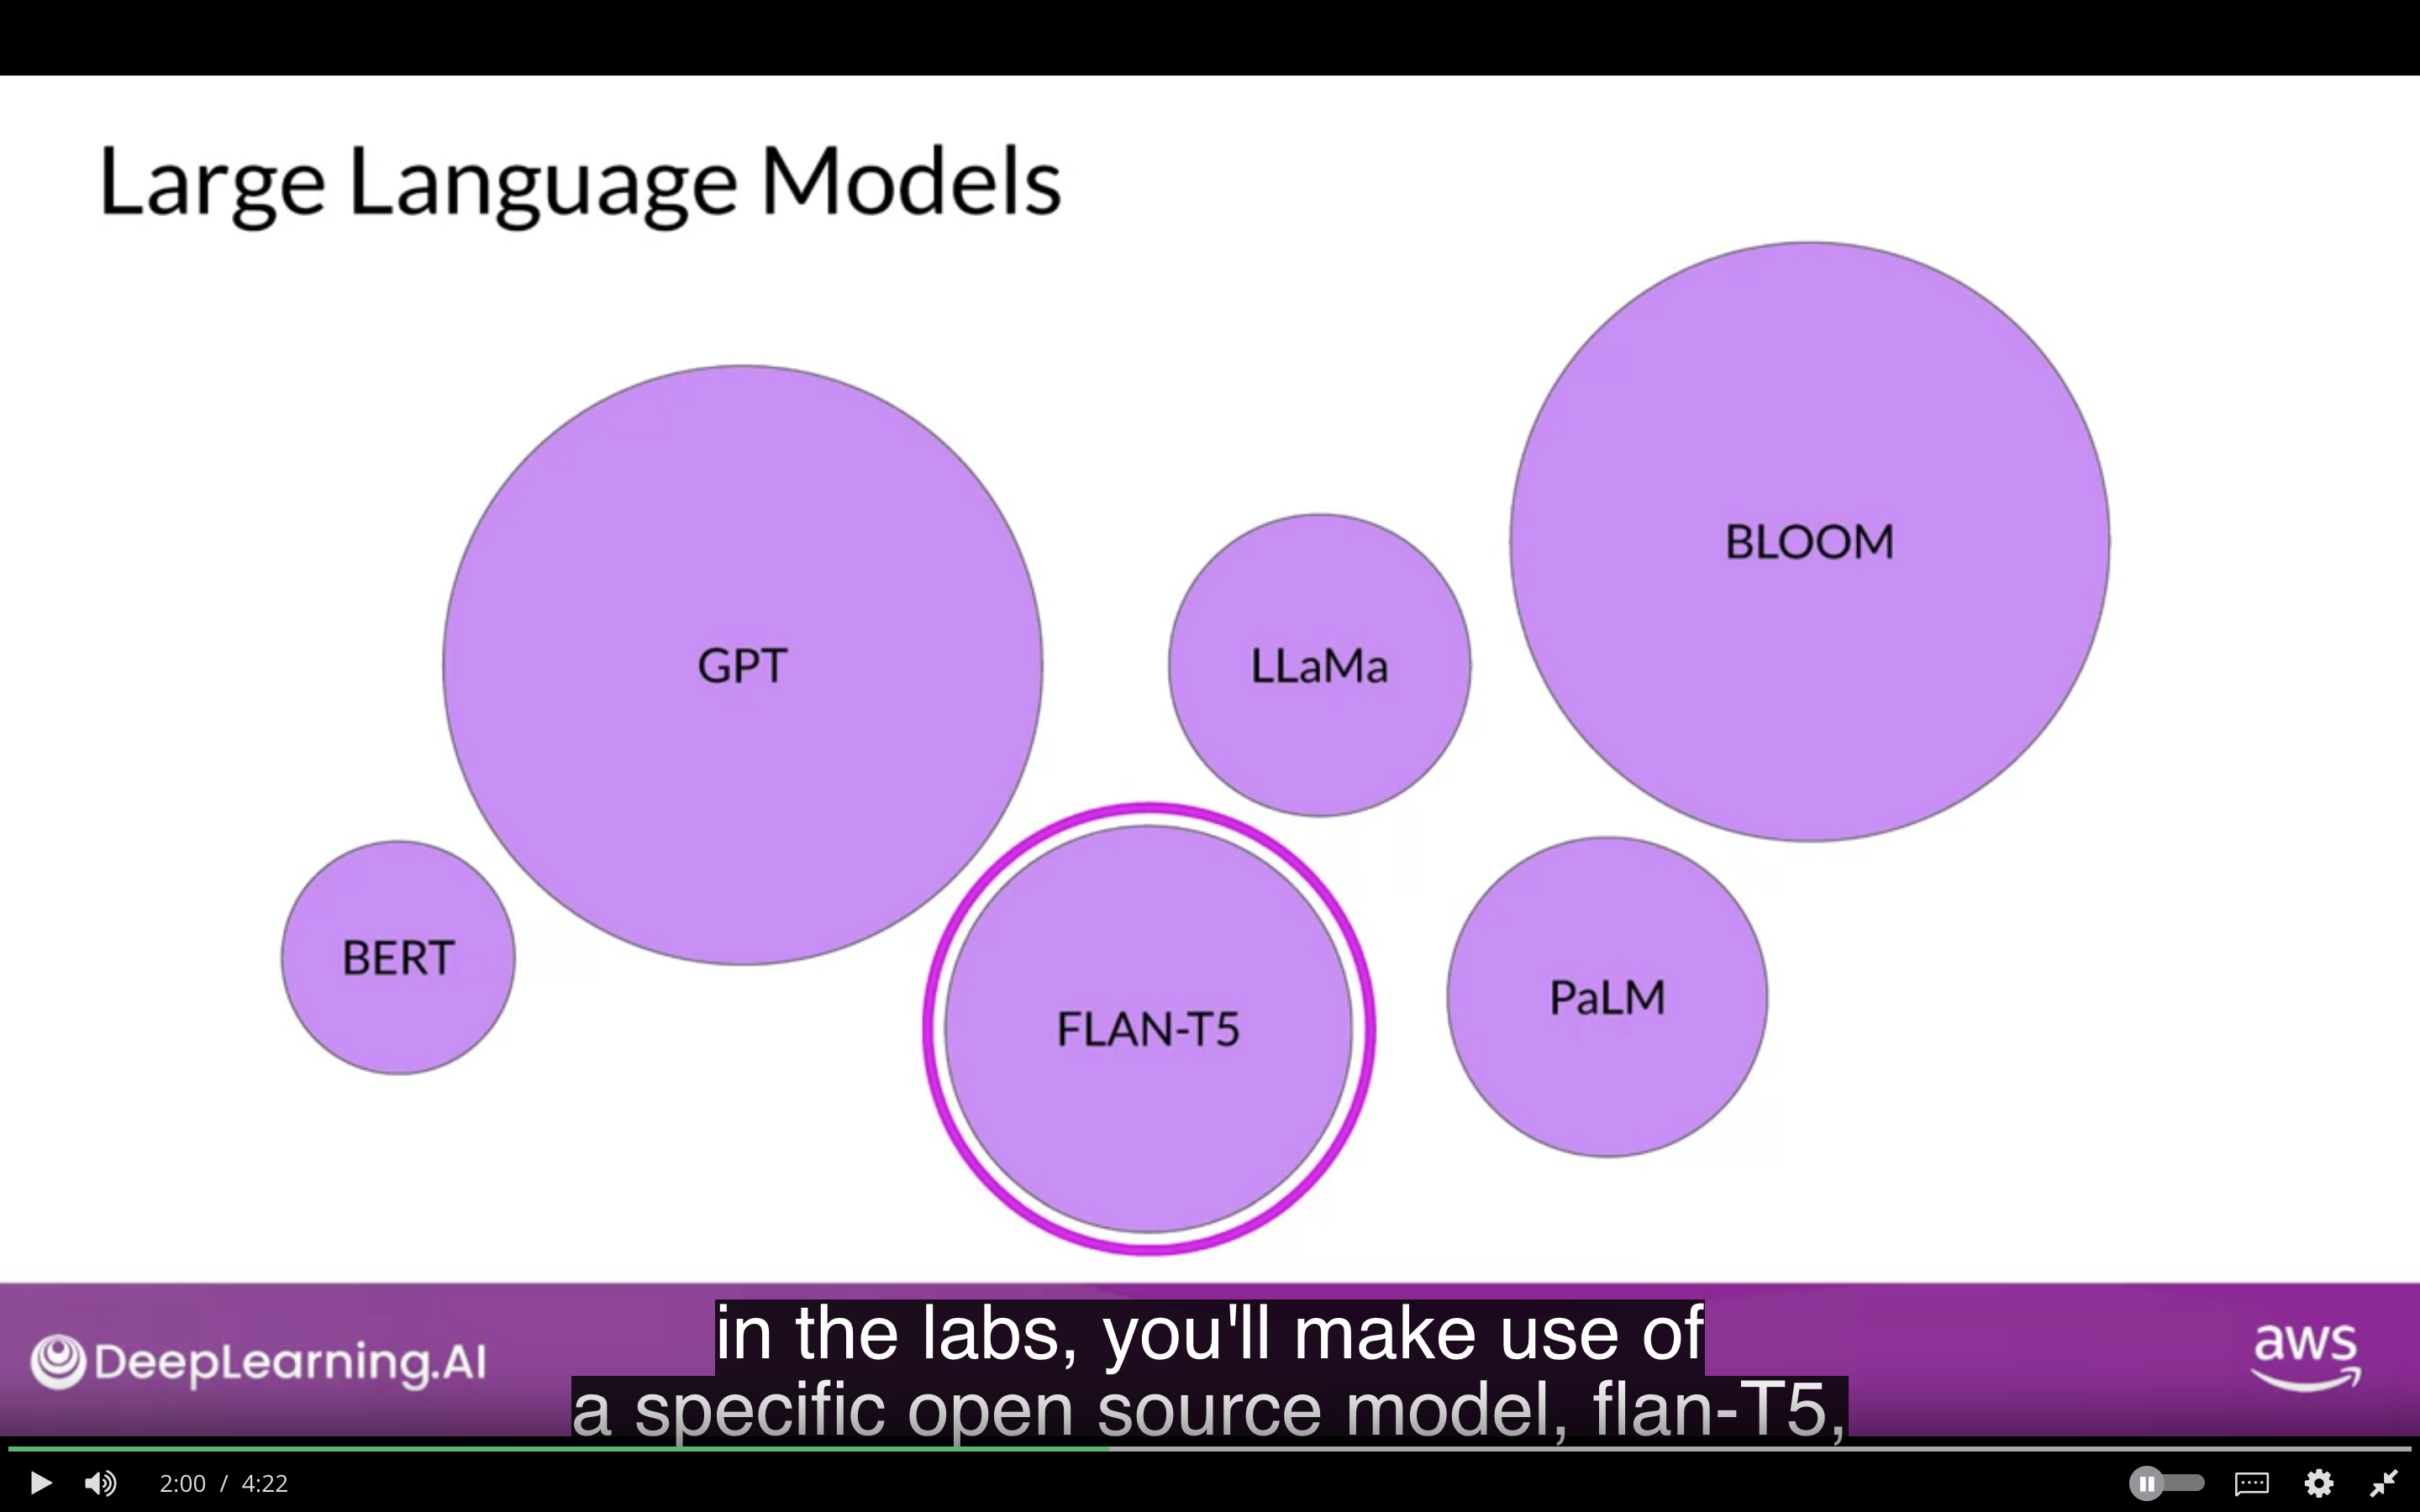 Large Language Models
BLOOM
GPT
LLaMa
BERT
PaLM
FLAN-T5
DeepLearning.AI
in the labs, you'll make use of
a specific open source model, flan-T5,
aws
2:00 / 4:22